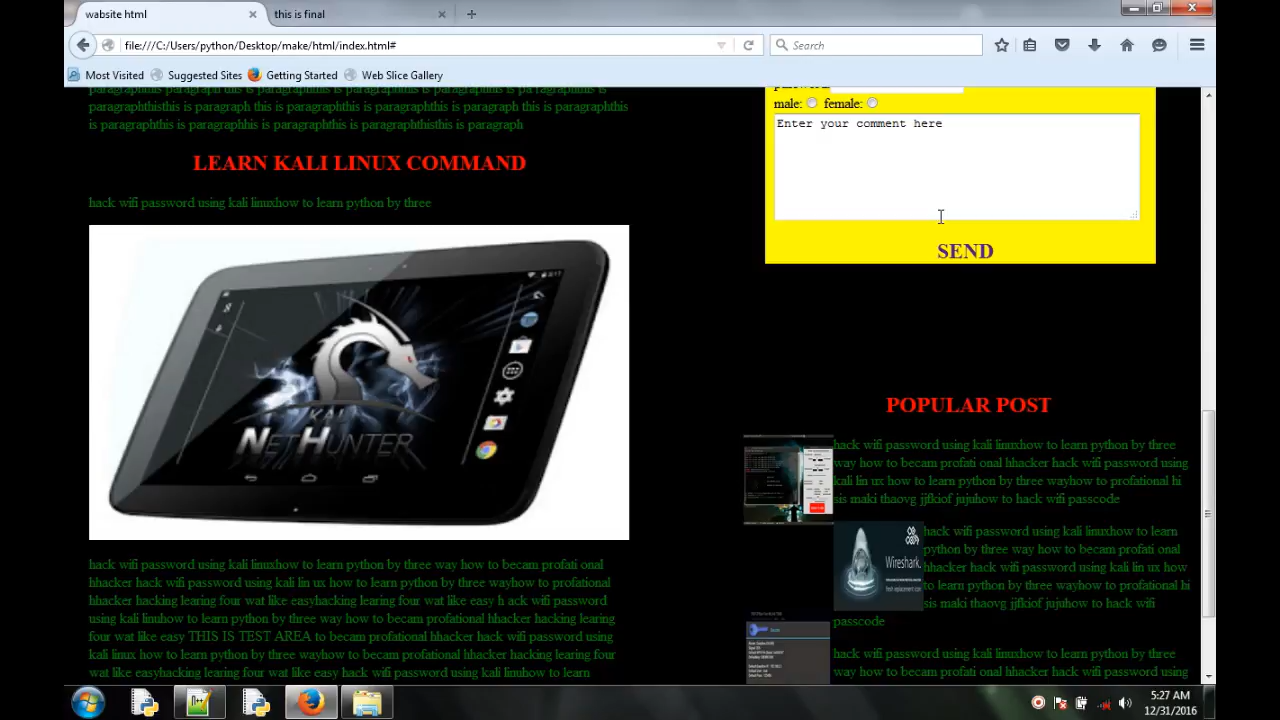 wabsite html
this is final
file:///C:/Users/python/Desktop/make/html/index.html#
Search
Most Visited
Suggested Sites
Getting Started
Web Slice Gallery
paragraphthisthis is paragraph this is paragraphthis is paragraphthis is paragraph this is paragraphthis
is paragraphthis is paragraphhis is paragraphthis is paragraphthisthis is paragraph
LEARN KALI LINUX COMMAND
hack wifi password using kali linuxhow to learn python by three
KALI
NETHUNTER
hack wifi password using kali linuxhow to learn python by three way how to becam profati onal
hhacker hack wifi password using kali lin ux how to learn python by three wayhow to profational
hhacker hacking learing four wat like easyhacking learing four wat like easy h ack wifi password
using kali linuhow to learn python by three way how to becam profational hhacker hacking learing
four wat like easy THIS IS TEST AREA to becam profational hhacker hack wifi password using
kali linux how to learn python by three wayhow to becam profational hhacker hacking learing four
wat like easyhacking learing four wat like easy hack wifi password using kali linuhow to learn
male:
female:
Enter your comment here
SEND
POPULAR POST
hack wifi password using kali linuxhow to learn python by three
way how to becam profati onal hhacker hack wifi password using
kali lin ux how to learn python by three wayhow to profational hi
sis maki thaovg jjfkiof jujuhow to hack wifi passcode
Wireshark.
hack wifi password using kali linuxhow to learn
python by three way how to becam profati onal
hhacker hack wifi password using kali lin ux how
to learn python by three wayhow to profational hi
sis maki thaovg jjfkiof jujuhow to hack wifi
passcode
hack wifi password using kali linuxhow to learn python by three
way how to becam profati onal hhacker hack wifi password using
5:27 AM
12/31/2016